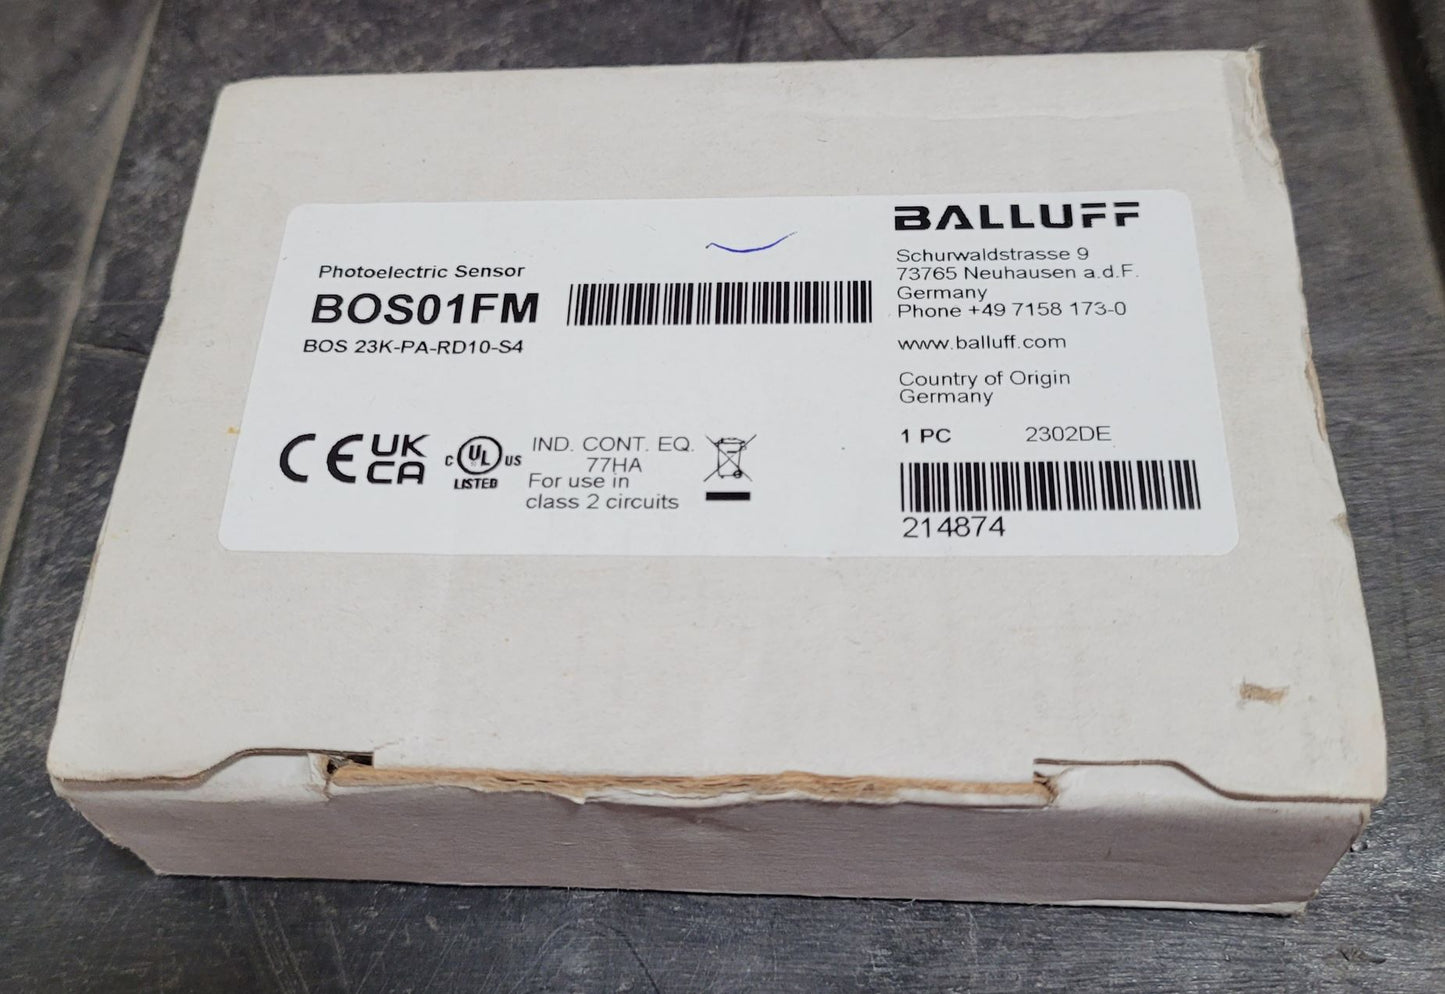 Photoelectric Sensor
BOS01FM
BOS 23K-PA-RD10-S4
CE UK CA
C UL US
LISTED
IND. CONT. EQ.
77HA
For use in
class 2 circuits
BALLUFF
Schurwaldstrasse 9
73765 Neuhausen a.d.F.
Germany
Phone +49 7158 173-0
www.balluff.com
Country of Origin
Germany
1 PC 2302DE
214874